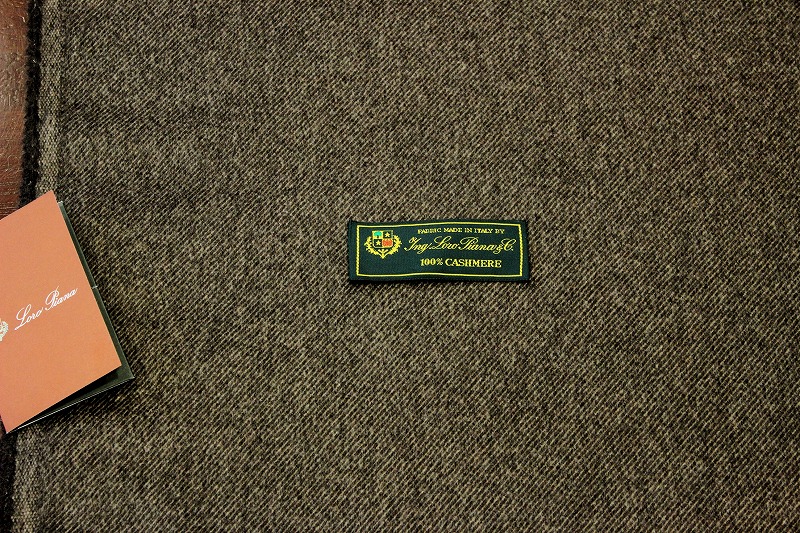 FABRIC MADE IN ITALY BY
Ing. Loro Piana & C.
100% CASHMERE
Loro Piana